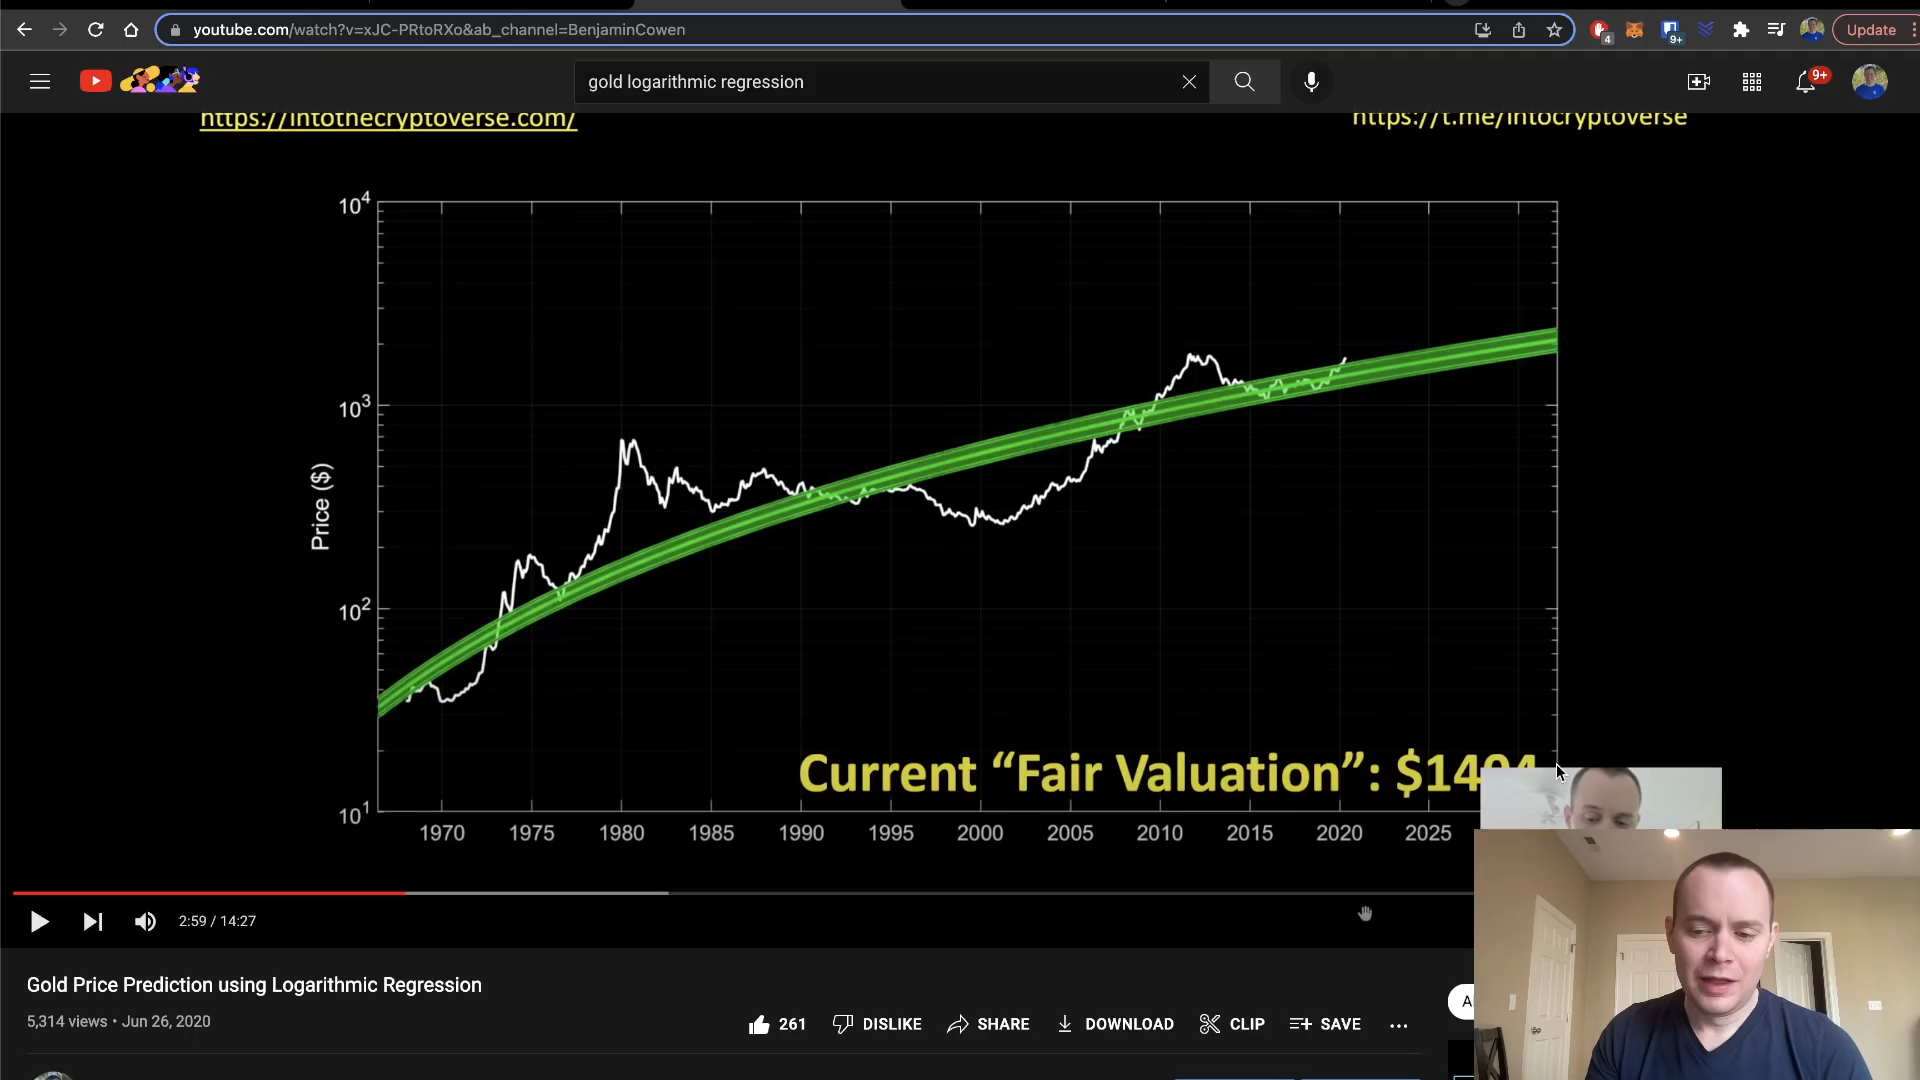 youtube.com/watch?v=xJC-PRtoRXo&ab_channel=BenjaminCowen
4
9+
Update
gold logarithmic regression
9+
https://intothecryptoverse.com/
https://t.me/intocryptoverse
10^4
10^3
10^2
10^1
Price ($)
Current “Fair Valuation”: $1494
1970 1975 1980 1985 1990 1995 2000 2005 2010 2015 2020 2025
2:59 / 14:27
Gold Price Prediction using Logarithmic Regression
5,314 views • Jun 26, 2020
261 DISLIKE SHARE DOWNLOAD CLIP SAVE
A